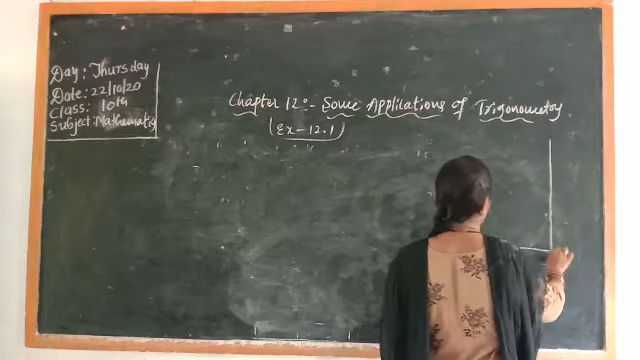 Day: Thursday
Date: 22/10/20
Class: 10th
Subject: Mathematics
Chapter 12:- Some Applications of Trigonometry
(Ex-12.1)